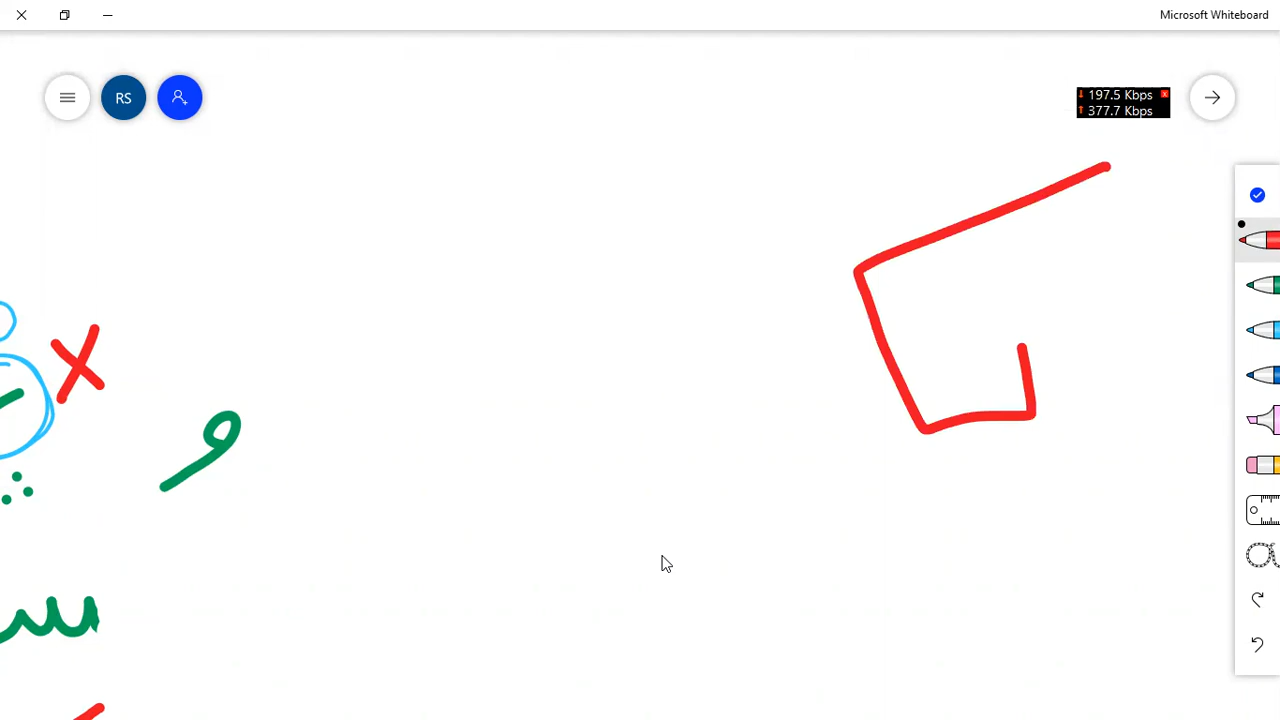 Microsoft Whiteboard
RS
197.5 Kbps
377.7 Kbps
و